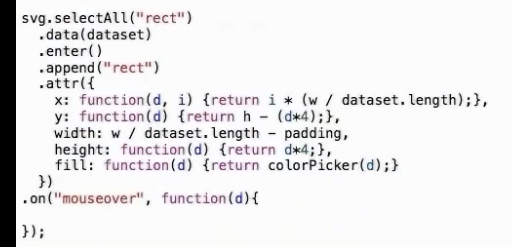 svg.selectAll("rect")
  .data(dataset)
  .enter()
  .append("rect")
  .attr({
    x: function(d, i) {return i * (w / dataset.length);},
    y: function(d) {return h - (d*4);},
    width: w / dataset.length - padding,
    height: function(d) {return d*4;},
    fill: function(d) {return colorPicker(d);}
  })
.on("mouseover", function(d){
});